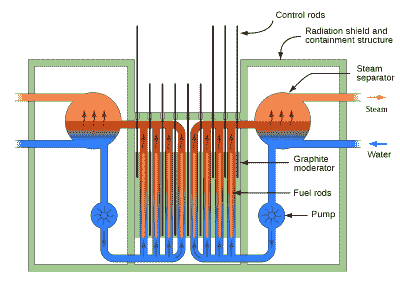 Control rods
Radiation shield and
containment structure
Steam
separator
Steam
Water
Graphite
moderator
Fuel rods
Pump